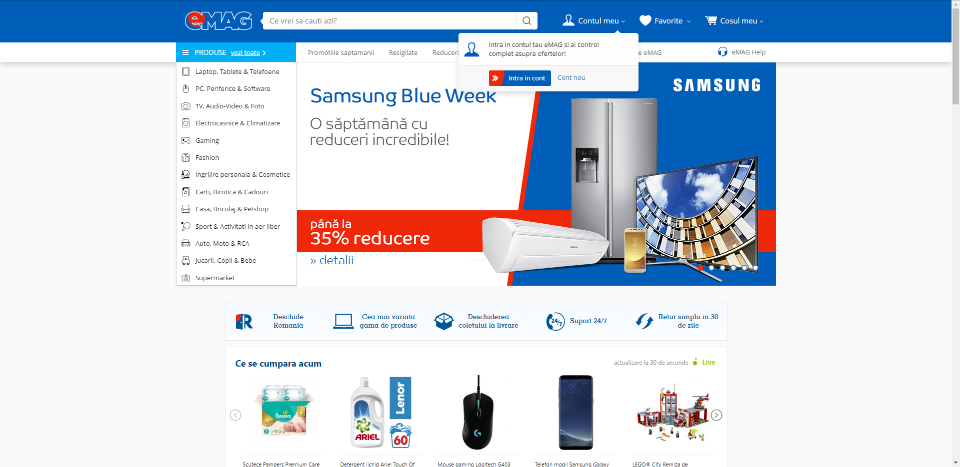 eMAG
Ce vrei sa cauti azi?
Contul meu
Favorite
Cosul meu
PRODUSE vezi toate
Promotiile saptamanii
Resigilate
Reduceri
eMAG
eMAG Help
Intra in contul tau eMAG si ai control
complet asupra ofertelor!
Intra in cont
Cont nou
Laptop, Tablete & Telefoane
PC, Periferice & Software
TV, Audio-Video & Foto
Electrocasnice & Climatizare
Gaming
Fashion
Ingrijire personala & Cosmetice
Carti, Birotica & Cadouri
Casa, Bricolaj & Petshop
Sport & Activitati in aer liber
Auto, Moto & RCA
Jucarii, Copii & Bebe
Supermarket
Samsung Blue Week
O săptămână cu
reduceri incredibile!
SAMSUNG
până la
35% reducere
» detalii
Deschide
Romania
Cea mai variata
gama de produse
Deschiderea
coletului la livrare
24/7
Suport 24/7
Retur simplu in 30
de zile
Ce se cumpara acum
actualizare la 30 de secunde
Live
Pampers
ARIEL
Lenor
60
Scutece Pampers Premium Care
Detergent lichid Ariel Touch Of
Mouse gaming Logitech G403
Telefon mobil Samsung Galaxy
LEGO® City Remiza de